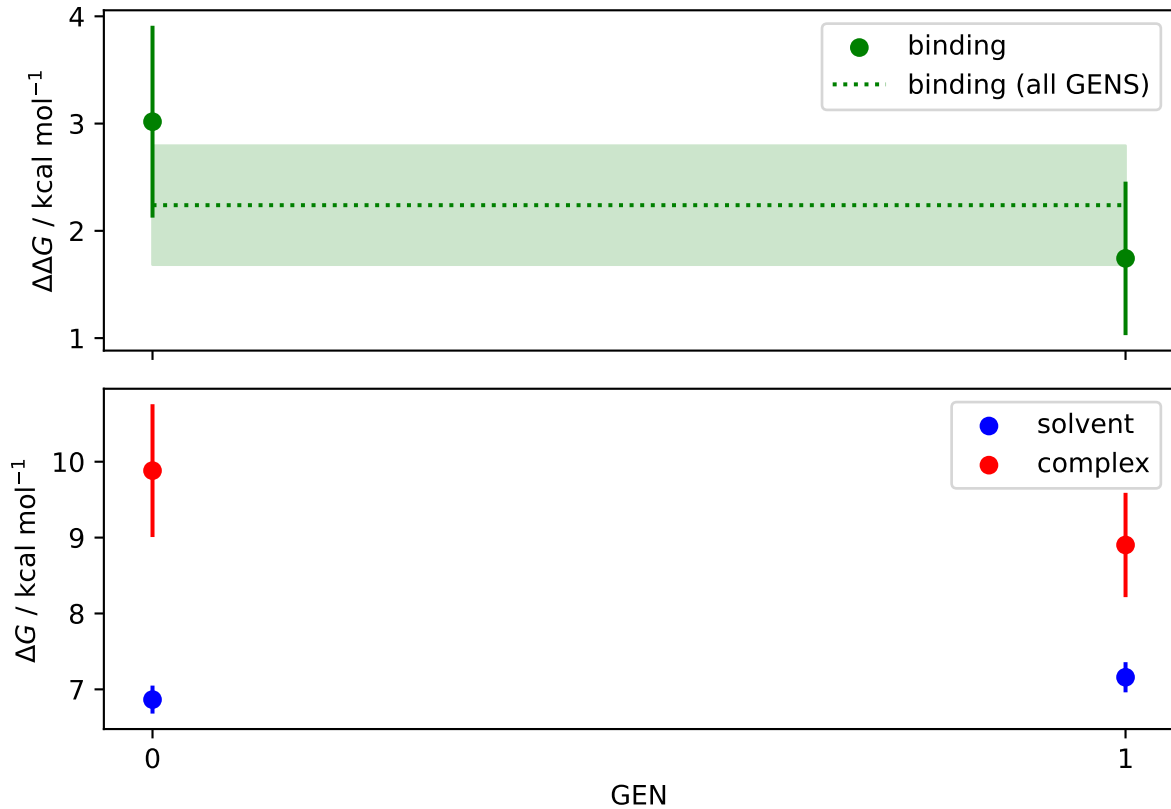 4
3
2
1
ΔΔG / kcal mol⁻¹
binding
binding (all GENS)
10
9
8
7
ΔG / kcal mol⁻¹
solvent
complex
0
1
GEN